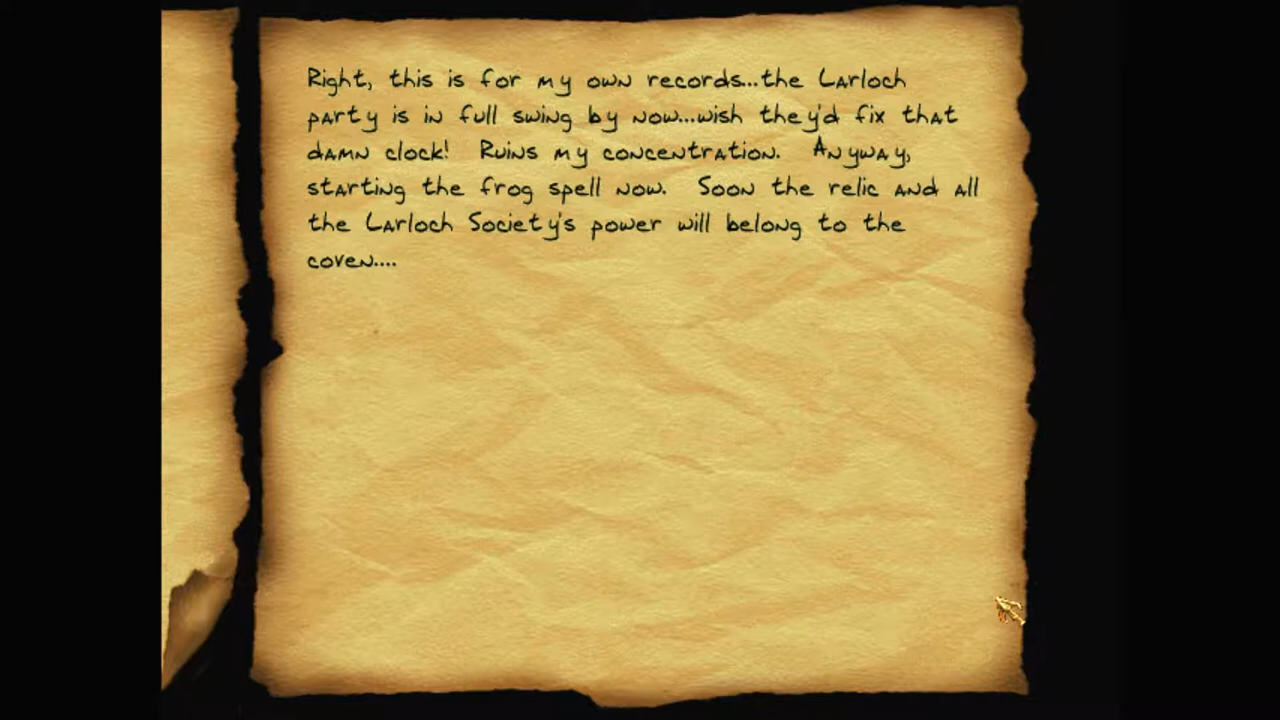 Right, this is for my own records...the Larloch
party is in full swing by now...wish they'd fix that
damn clock!  Ruins my concentration.  Anyway,
starting the frog spell now.  Soon the relic and all
the Larloch Society's power will belong to the
coven....